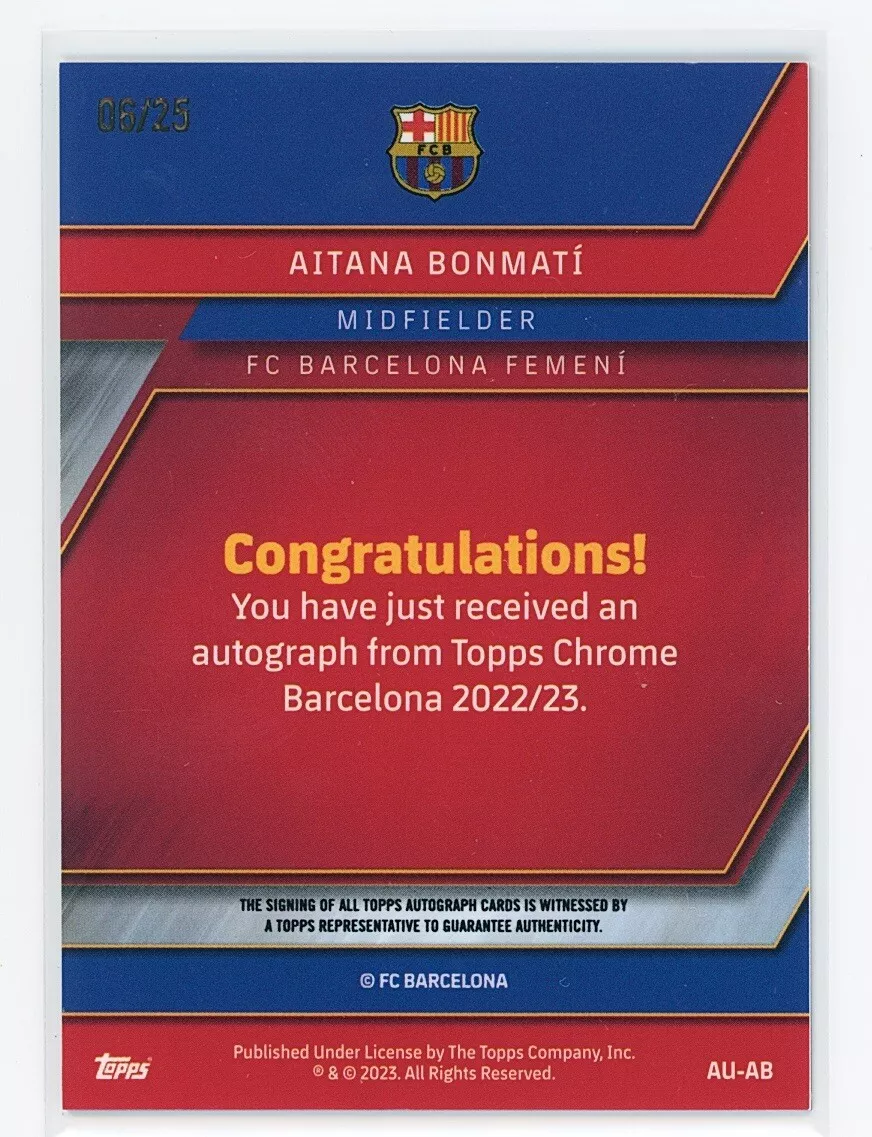 06/25
FCB
AITANA BONMATÍ
MIDFIELDER
FC BARCELONA FEMENÍ
Congratulations!
You have just received an
autograph from Topps Chrome
Barcelona 2022/23.
THE SIGNING OF ALL TOPPS AUTOGRAPH CARDS IS WITNESSED BY
A TOPPS REPRESENTATIVE TO GUARANTEE AUTHENTICITY.
© FC BARCELONA
Topps®
Published Under License by The Topps Company, Inc.
® & © 2023. All Rights Reserved.
AU-AB